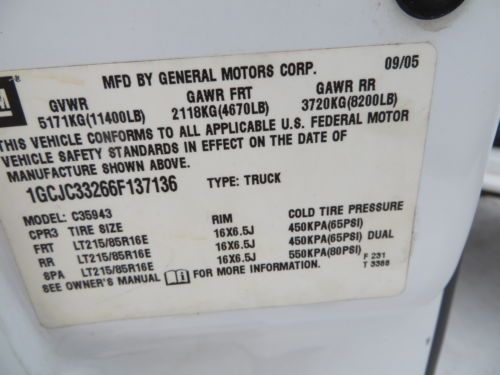 MFD BY GENERAL MOTORS CORP. 09/05
GM ®
GVWR GAWR FRT GAWR RR
5171KG(11400LB) 2118KG(4670LB) 3720KG(8200LB)
THIS VEHICLE CONFORMS TO ALL APPLICABLE U.S. FEDERAL MOTOR
VEHICLE SAFETY STANDARDS IN EFFECT ON THE DATE OF
MANUFACTURE SHOWN ABOVE.
1GCJC33266F137136 TYPE: TRUCK
MODEL: C35943
CPR3 TIRE SIZE RIM COLD TIRE PRESSURE
FRT LT215/85R16E 16X6.5J 450KPA(65PSI)
RR LT215/85R16E 16X6.5J 450KPA(65PSI) DUAL
SPA LT215/85R16E 16X6.5J 550KPA(80PSI)
SEE OWNER'S MANUAL FOR MORE INFORMATION. F 231
T 3388